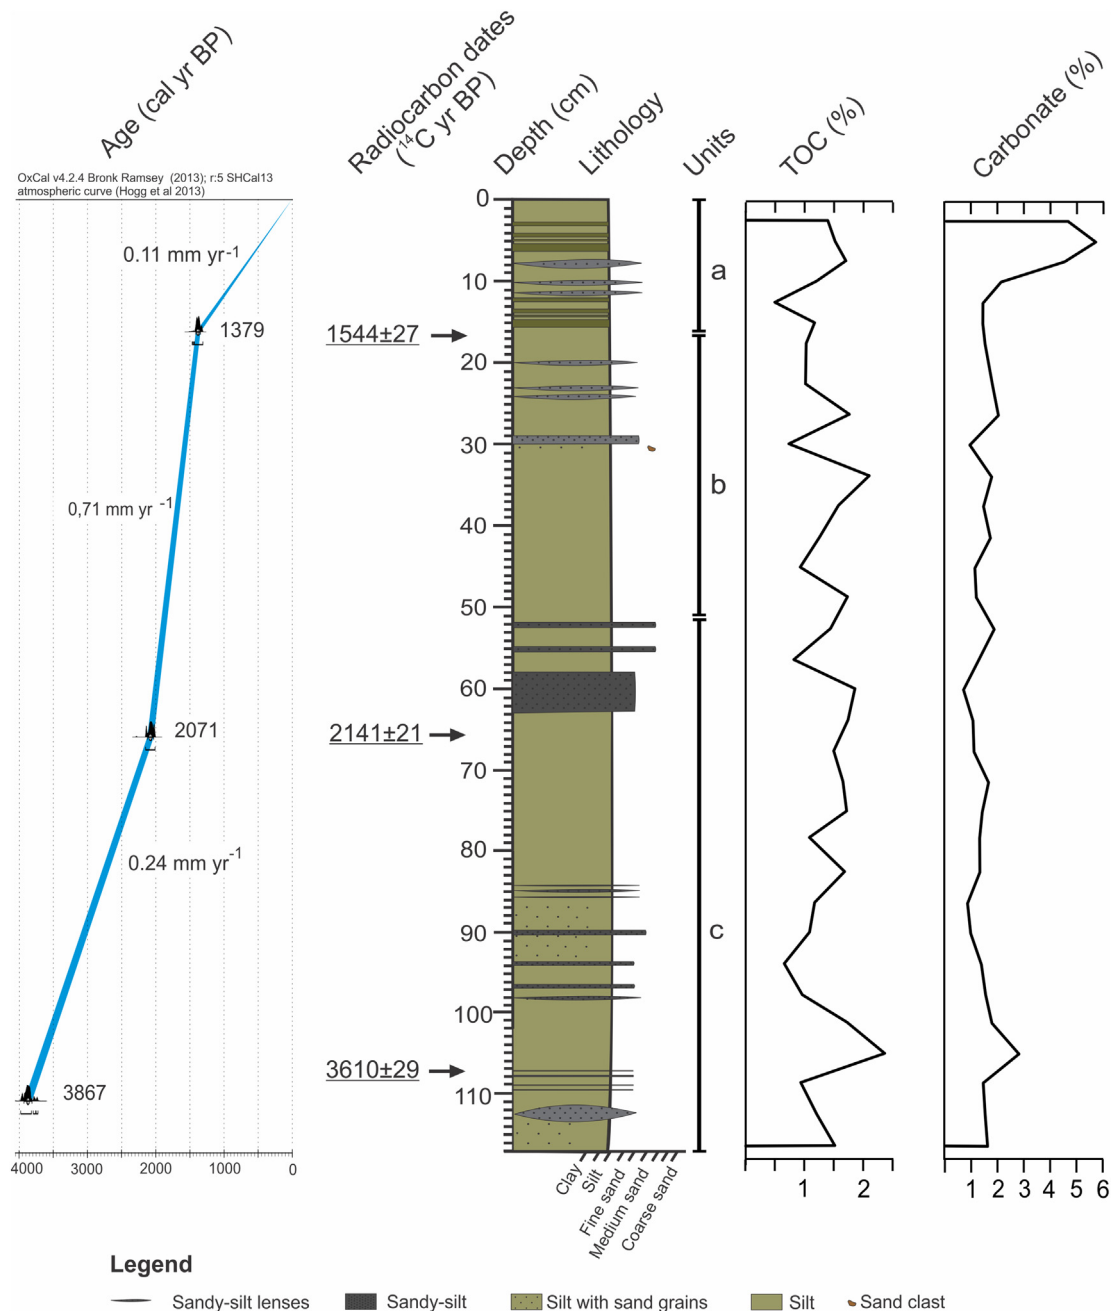 Age (cal yr BP)
Radiocarbon dates
(14C yr BP)
Depth (cm)
Lithology
Units
TOC (%)
Carbonate (%)
OxCal v4.2.4 Bronk Ramsey (2013); r:5 SHCal13
atmospheric curve (Hogg et al 2013)
0.11 mm yr-1
1379
0,71 mm yr -1
2071
0.24 mm yr-1
3867
4000 3000 2000 1000 0
1544±27
2141±21
3610±29
0
10
20
30
40
50
60
70
80
90
100
110
Clay
Silt
Fine sand
Medium sand
Coarse sand
a
b
c
1 2
1 2 3 4 5 6
Legend
Sandy-silt lenses
Sandy-silt
Silt with sand grains
Silt
Sand clast